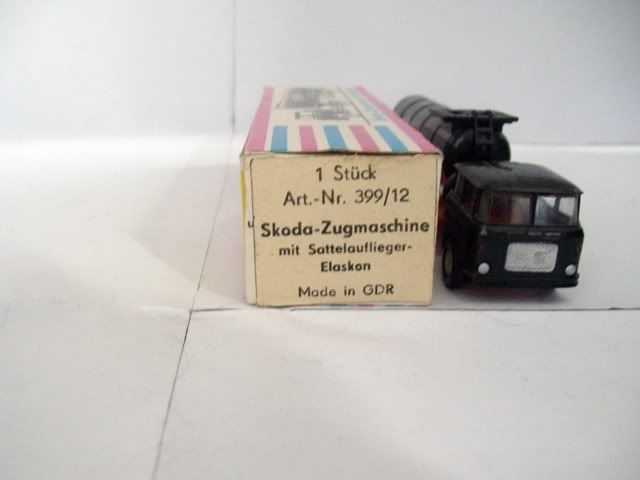 1 Stück
Art.-Nr. 399/12
Skoda-Zugmaschine
mit Sattelauflieger-
Elaskon
Made in GDR